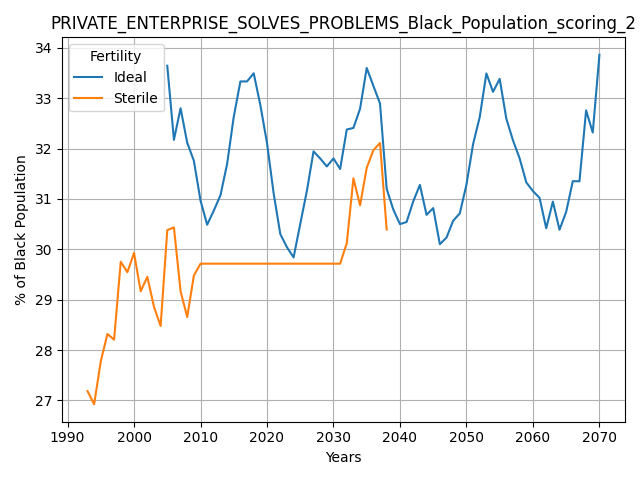 PRIVATE_ENTERPRISE_SOLVES_PROBLEMS_Black_Population_scoring_2
Fertility
Ideal
Sterile
% of Black Population
34
33
32
31
30
29
28
27
1990 2000 2010 2020 2030 2040 2050 2060 2070
Years